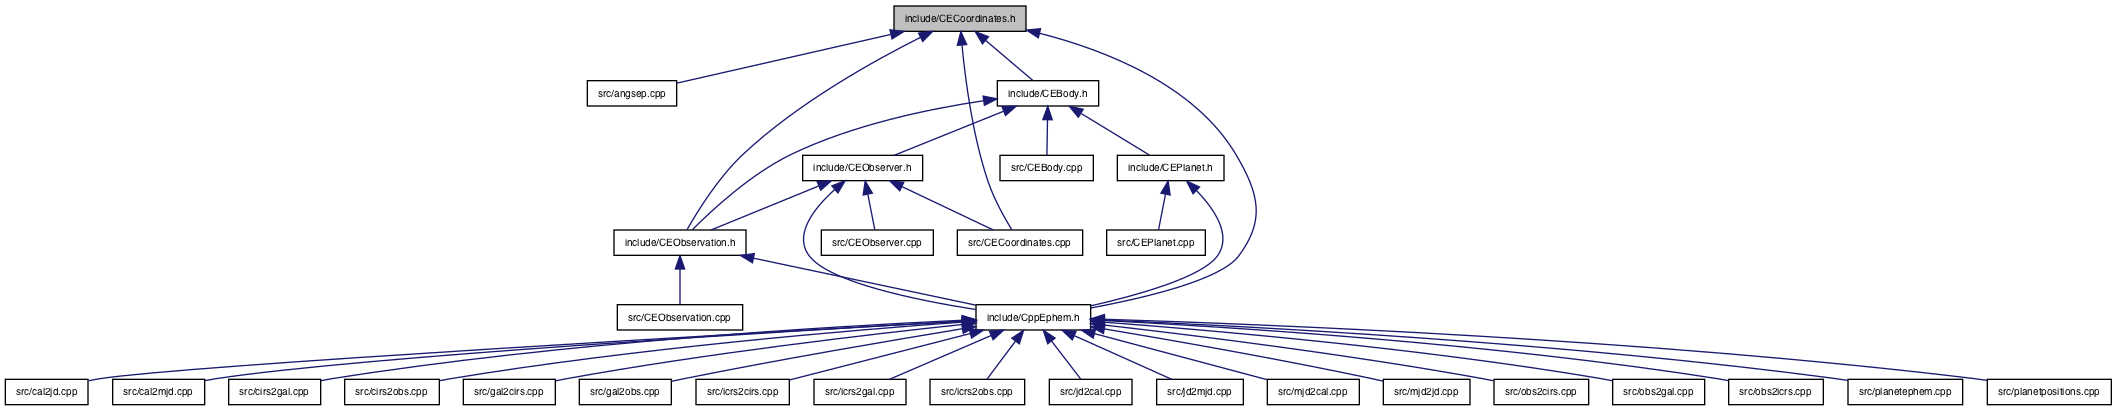 include/CECoordinates.h
src/angsep.cpp
include/CEBody.h
include/CEObserver.h
src/CEBody.cpp
include/CEPlanet.h
include/CEObservation.h
src/CEObserver.cpp
src/CECoordinates.cpp
src/CEPlanet.cpp
src/CEObservation.cpp
include/CppEphem.h
src/cal2jd.cpp
src/cal2mjd.cpp
src/cirs2gal.cpp
src/cirs2obs.cpp
src/gal2cirs.cpp
src/gal2obs.cpp
src/icrs2cirs.cpp
src/icrs2gal.cpp
src/icrs2obs.cpp
src/jd2cal.cpp
src/jd2mjd.cpp
src/mjd2cal.cpp
src/mjd2jd.cpp
src/obs2cirs.cpp
src/obs2gal.cpp
src/obs2icrs.cpp
src/planetephem.cpp
src/planetpositions.cpp